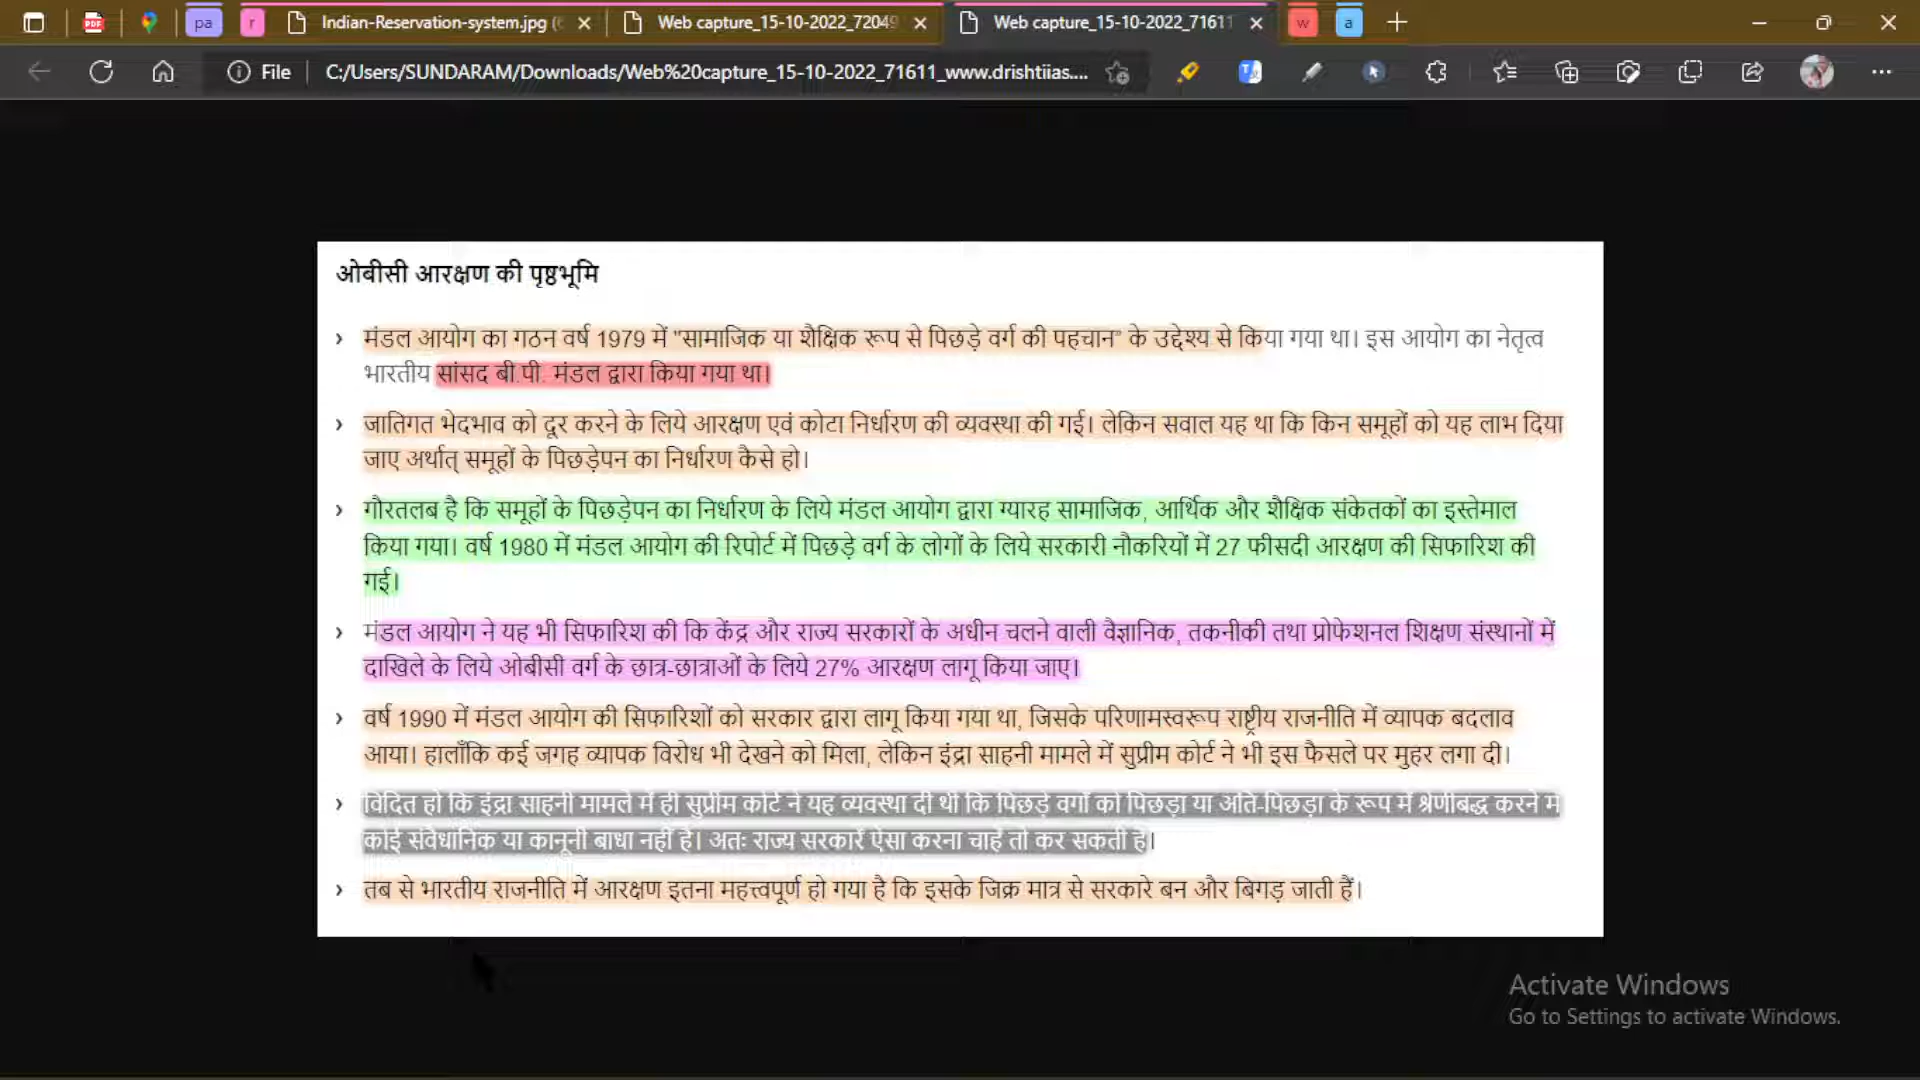 pa
r
Indian-Reservation-system.jpg (
Web capture_15-10-2022_72049
Web capture_15-10-2022_71611
w
a
File
C:/Users/SUNDARAM/Downloads/Web%20capture_15-10-2022_71611_www.drishtiias....
ओबीसी आरक्षण की पृष्ठभूमि
› मंडल आयोग का गठन वर्ष 1979 में "सामाजिक या शैक्षिक रूप से पिछड़े वर्ग की पहचान" के उद्देश्य से किया गया था। इस आयोग का नेतृत्व
भारतीय सांसद बी.पी. मंडल द्वारा किया गया था।
› जातिगत भेदभाव को दूर करने के लिये आरक्षण एवं कोटा निर्धारण की व्यवस्था की गई। लेकिन सवाल यह था कि किन समूहों को यह लाभ दिया
जाए अर्थात् समूहों के पिछड़ेपन का निर्धारण कैसे हो।
› गौरतलब है कि समूहों के पिछड़ेपन का निर्धारण के लिये मंडल आयोग द्वारा ग्यारह सामाजिक, आर्थिक और शैक्षिक संकेतकों का इस्तेमाल
किया गया। वर्ष 1980 में मंडल आयोग की रिपोर्ट में पिछड़े वर्ग के लोगों के लिये सरकारी नौकरियों में 27 फीसदी आरक्षण की सिफारिश की
गई।
› मंडल आयोग ने यह भी सिफारिश की कि केंद्र और राज्य सरकारों के अधीन चलने वाली वैज्ञानिक, तकनीकी तथा प्रोफेशनल शिक्षण संस्थानों में
दाखिले के लिये ओबीसी वर्ग के छात्र-छात्राओं के लिये 27% आरक्षण लागू किया जाए।
› वर्ष 1990 में मंडल आयोग की सिफारिशों को सरकार द्वारा लागू किया गया था, जिसके परिणामस्वरूप राष्ट्रीय राजनीति में व्यापक बदलाव
आया। हालाँकि कई जगह व्यापक विरोध भी देखने को मिला, लेकिन इंद्रा साहनी मामले में सुप्रीम कोर्ट ने भी इस फैसले पर मुहर लगा दी।
› विदित हो कि इंद्रा साहनी मामले में ही सुप्रीम कोर्ट ने यह व्यवस्था दी थी कि पिछड़े वर्गों को पिछड़ा या अति-पिछड़ा के रूप में श्रेणीबद्ध करने में
कोई संवैधानिक या कानूनी बाधा नहीं है। अतः राज्य सरकारें ऐसा करना चाहें तो कर सकती हैं।
› तब से भारतीय राजनीति में आरक्षण इतना महत्त्वपूर्ण हो गया है कि इसके जिक्र मात्र से सरकारे बन और बिगड़ जाती हैं।
Activate Windows
Go to Settings to activate Windows.